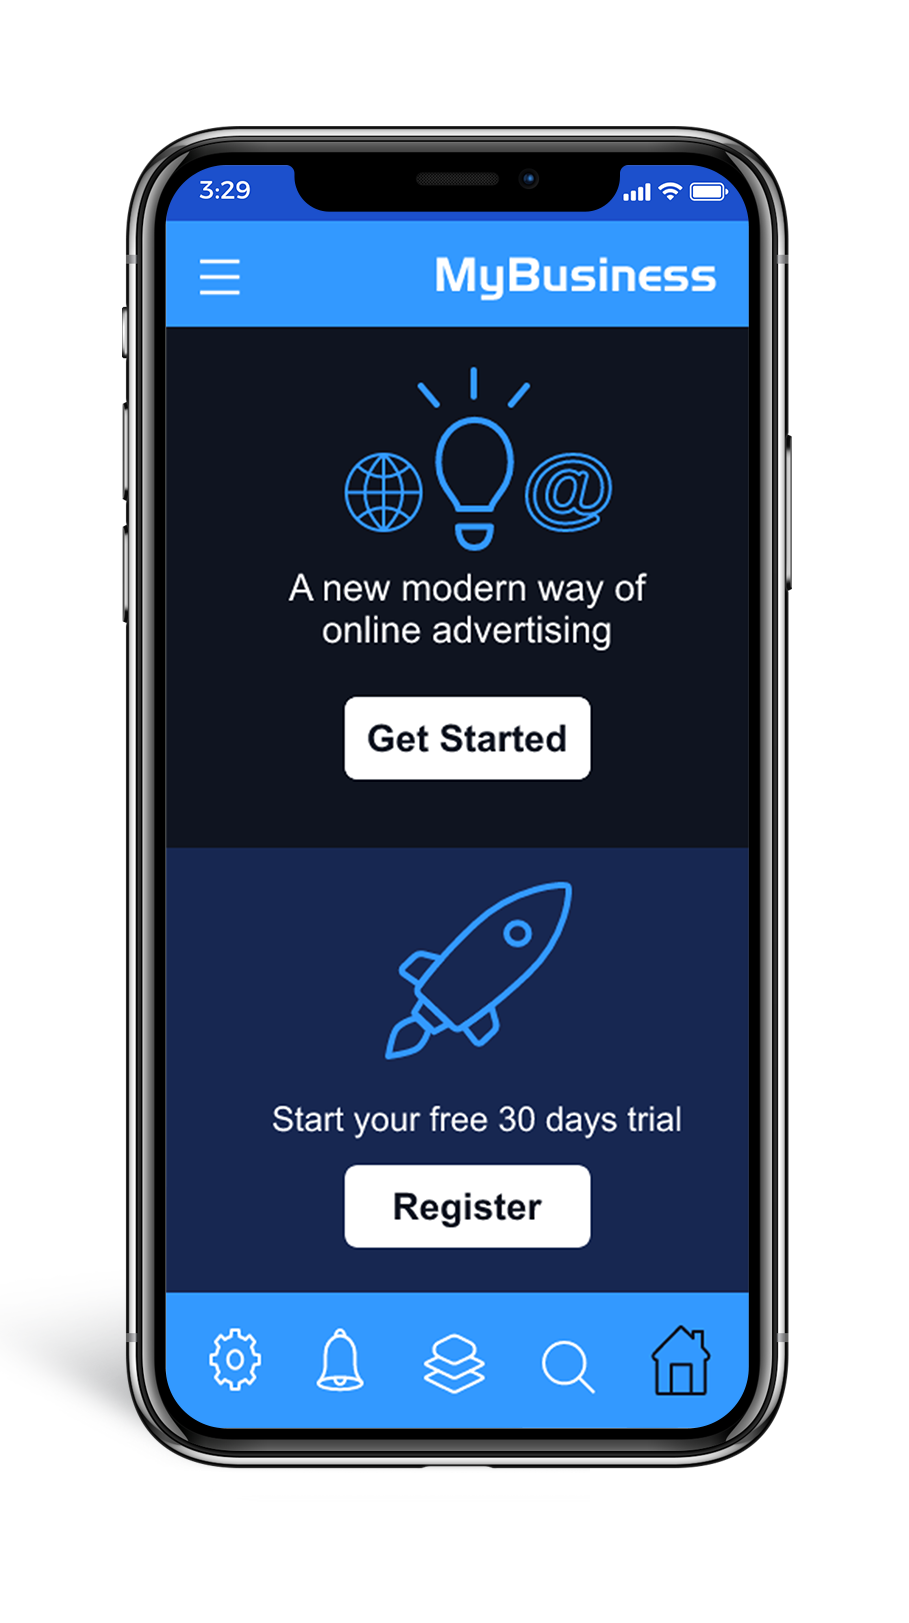 3:29
MyBusiness
@
A new modern way of
online advertising
Get Started
Start your free 30 days trial
Register